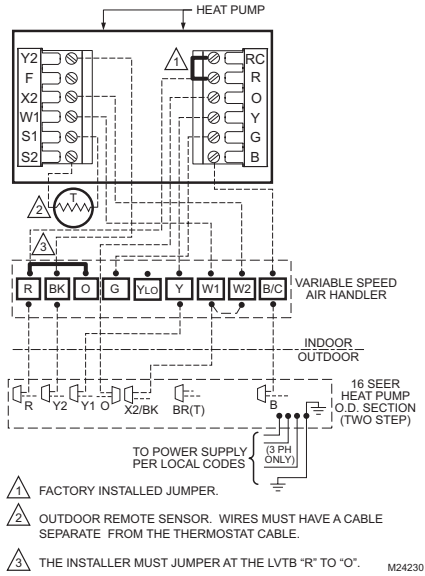 HEAT PUMP
Y2
F
X2
W1
S1
S2
1
RC
R
O
Y
G
B
2
T
3
R
BK
O
G
YLO
Y
W1
W2
B/C
VARIABLE SPEED
AIR HANDLER
INDOOR
OUTDOOR
R
Y2
Y1
O
X2/BK
BR(T)
B
16 SEER
HEAT PUMP
O.D. SECTION
(TWO STEP)
TO POWER SUPPLY
PER LOCAL CODES
(3 PH
ONLY)
1 FACTORY INSTALLED JUMPER.
2 OUTDOOR REMOTE SENSOR. WIRES MUST HAVE A CABLE
SEPARATE FROM THE THERMOSTAT CABLE.
3 THE INSTALLER MUST JUMPER AT THE LVTB “R” TO “O”.
M24230